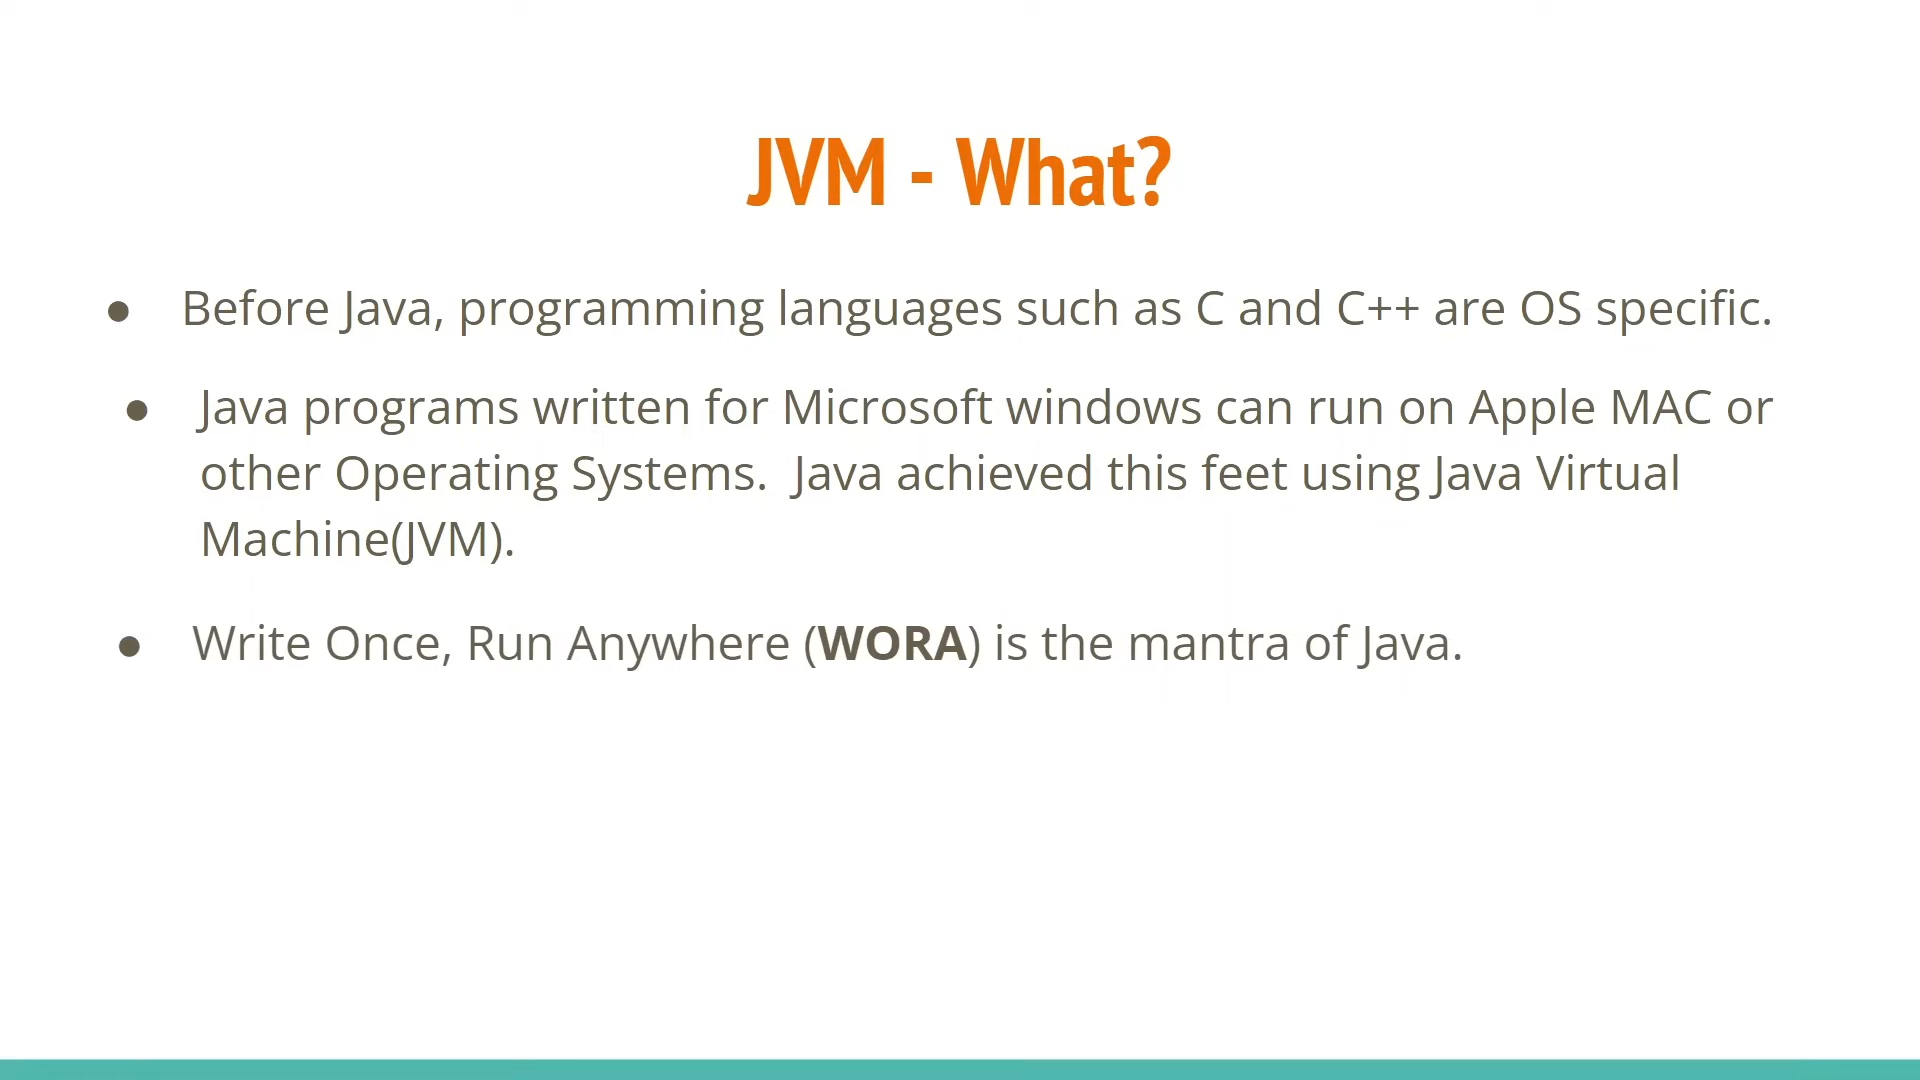 JVM - What?
● Before Java, programming languages such as C and C++ are OS specific.
● Java programs written for Microsoft windows can run on Apple MAC or
other Operating Systems.  Java achieved this feet using Java Virtual
Machine(JVM).
● Write Once, Run Anywhere (WORA) is the mantra of Java.